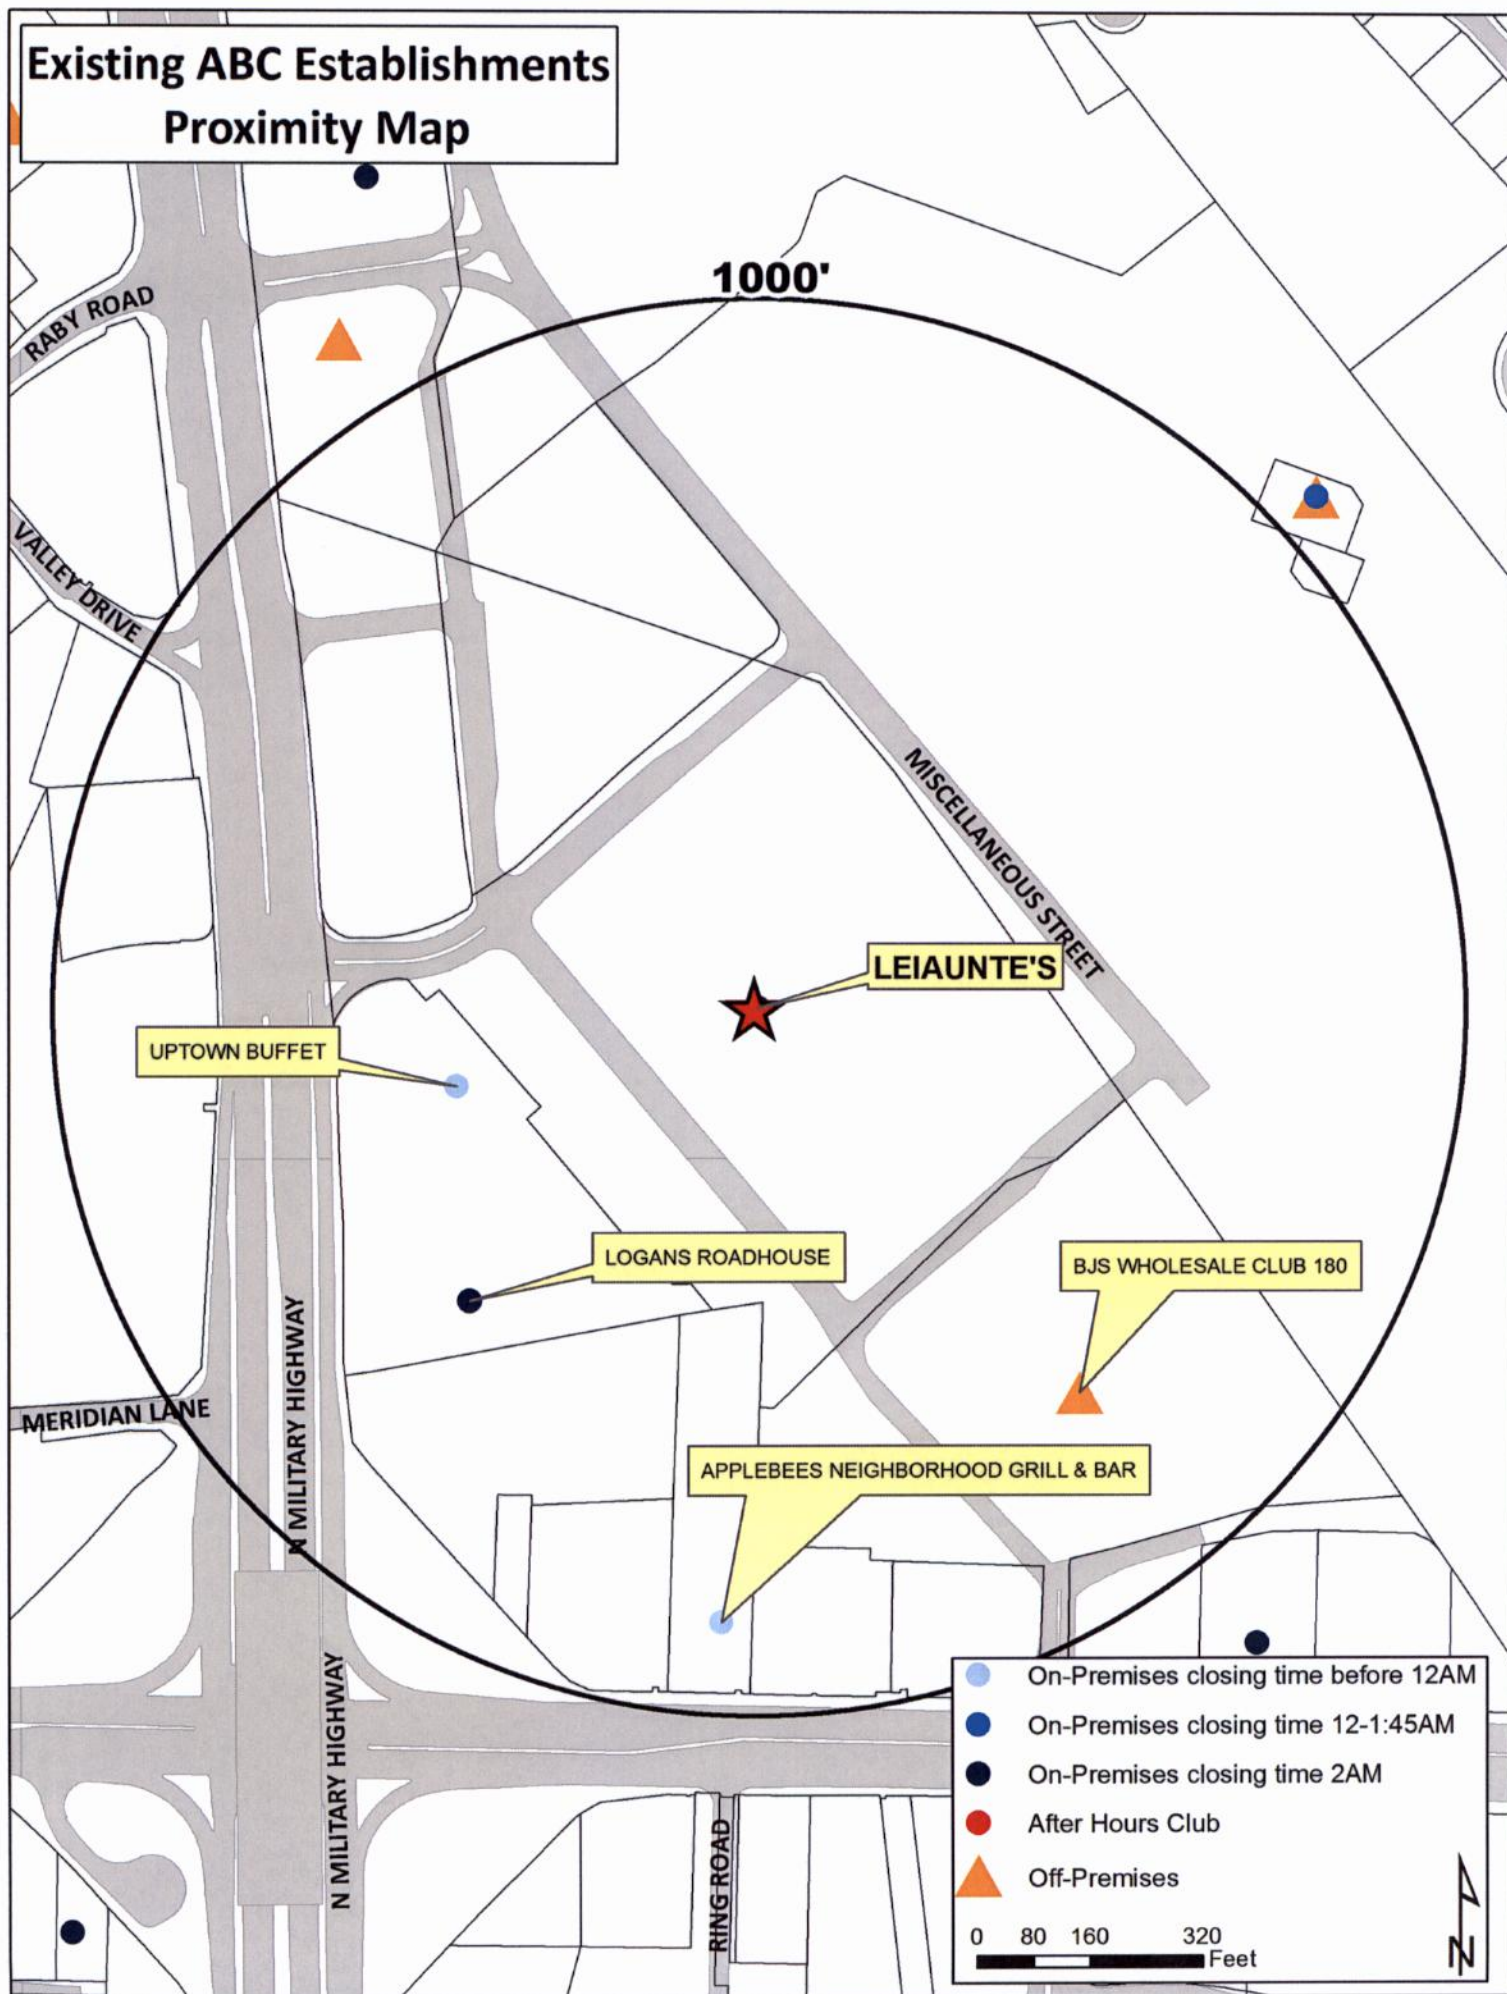 Existing ABC Establishments
Proximity Map
1000'
RABY ROAD
VALLEY DRIVE
MISCELLANEOUS STREET
LEIAUNTE'S
UPTOWN BUFFET
LOGANS ROADHOUSE
BJS WHOLESALE CLUB 180
N MILITARY HIGHWAY
MERIDIAN LANE
APPLEBEES NEIGHBORHOOD GRILL & BAR
N MILITARY HIGHWAY
RING ROAD
On-Premises closing time before 12AM
On-Premises closing time 12-1:45AM
On-Premises closing time 2AM
After Hours Club
Off-Premises
0 80 160 320
Feet
N